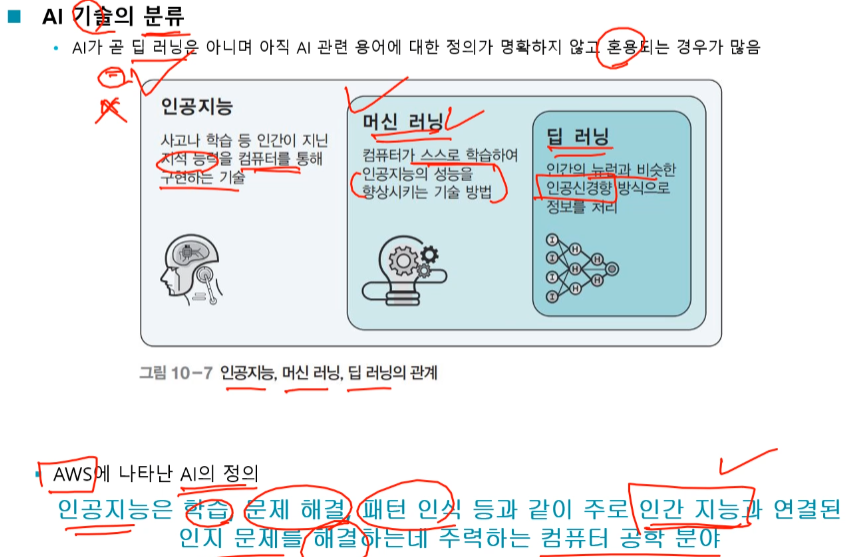 AI 기술의 분류
AI가 곧 딥 러닝은 아니며 아직 AI 관련 용어에 대한 정의가 명확하지 않고 혼용되는 경우가 많음
인공지능
사고나 학습 등 인간이 지닌
지적 능력을 컴퓨터를 통해
구현하는 기술
머신 러닝
컴퓨터가 스스로 학습하여
인공지능의 성능을
향상시키는 기술 방법
딥 러닝
인간의 뉴런과 비슷한
인공신경향 방식으로
정보를 처리
I
I
I
I
H
H
H
H
H
그림 10-7 인공지능, 머신 러닝, 딥 러닝의 관계
AWS에 나타난 AI의 정의
인공지능은 학습, 문제 해결, 패턴 인식 등과 같이 주로 인간 지능과 연결된
인지 문제를 해결하는네 주력하는 컴퓨터 공학 분야